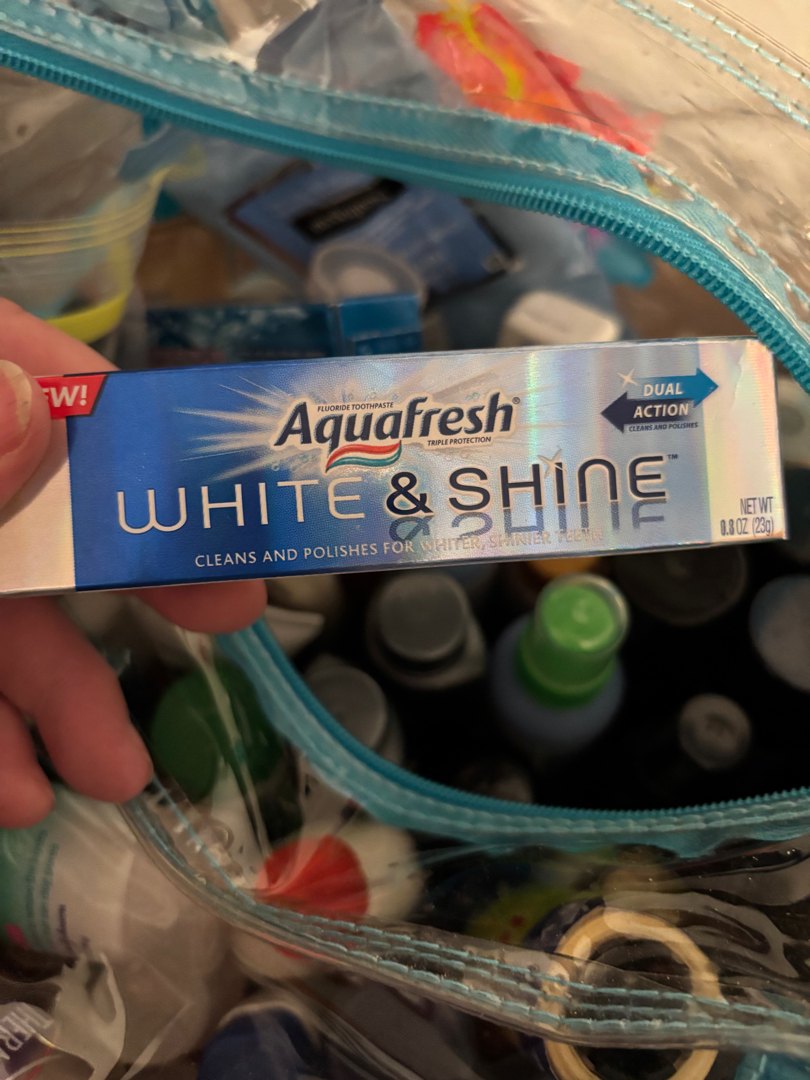 EW!
FLUORIDE TOOTHPASTE
Aquafresh®
TRIPLE PROTECTION
DUAL
ACTION
CLEANS AND POLISHES
WHITE & SHINE™
CLEANS AND POLISHES FOR WHITER, SHINIER TEETH
NET WT
0.8 OZ (23g)